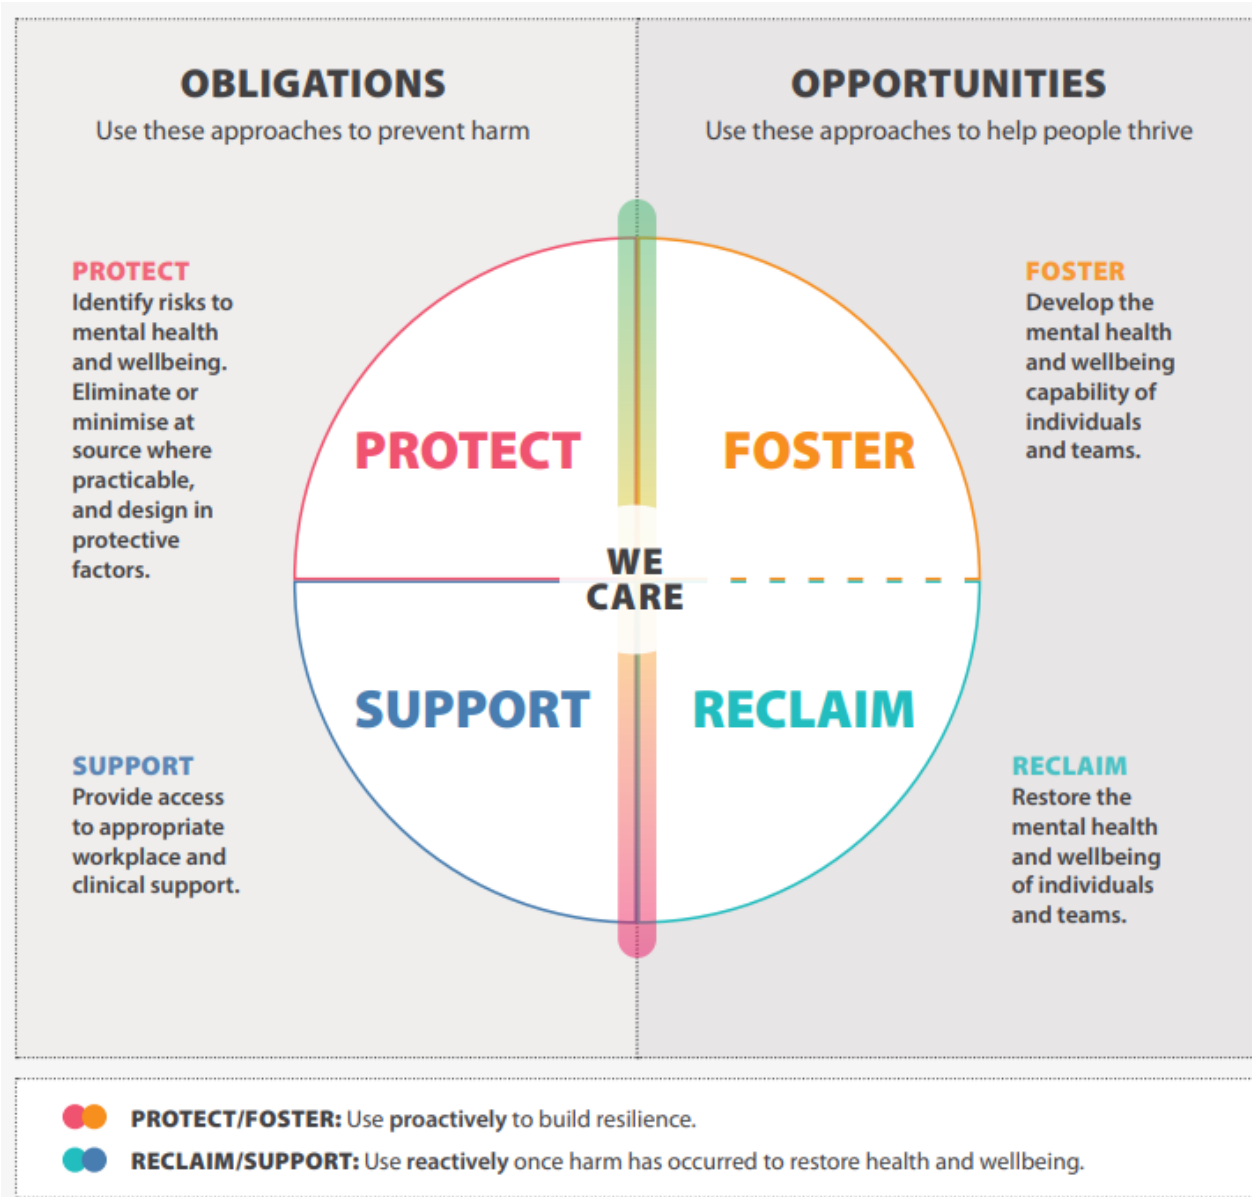 OBLIGATIONS
Use these approaches to prevent harm
OPPORTUNITIES
Use these approaches to help people thrive
PROTECT
Identify risks to
mental health
and wellbeing.
Eliminate or
minimise at
source where
practicable,
and design in
protective
factors.
FOSTER
Develop the
mental health
and wellbeing
capability of
individuals
and teams.
PROTECT
FOSTER
WE
CARE
SUPPORT
RECLAIM
SUPPORT
Provide access
to appropriate
workplace and
clinical support.
RECLAIM
Restore the
mental health
and wellbeing
of individuals
and teams.
PROTECT/FOSTER: Use proactively to build resilience.
RECLAIM/SUPPORT: Use reactively once harm has occurred to restore health and wellbeing.